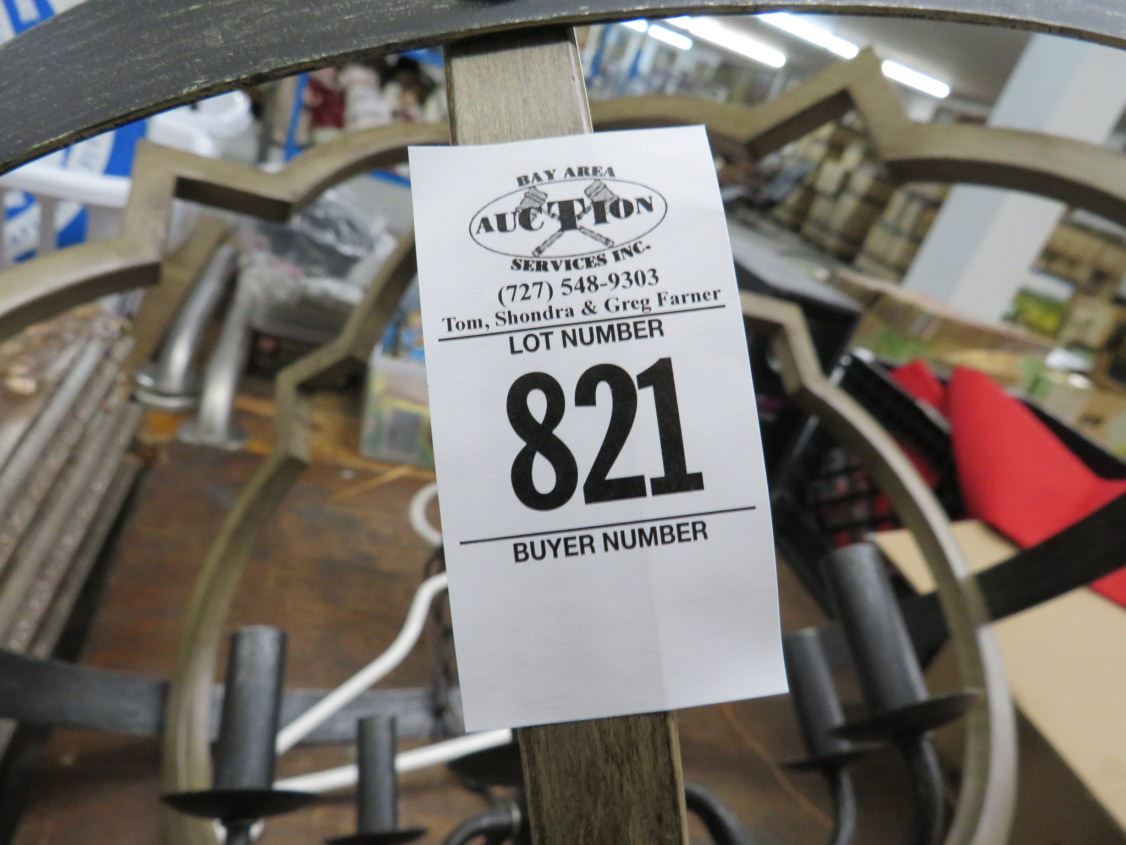 BAY AREA
AUCTION
SERVICES INC.
(727) 548-9303
Tom, Shondra & Greg Farner
LOT NUMBER
821
BUYER NUMBER